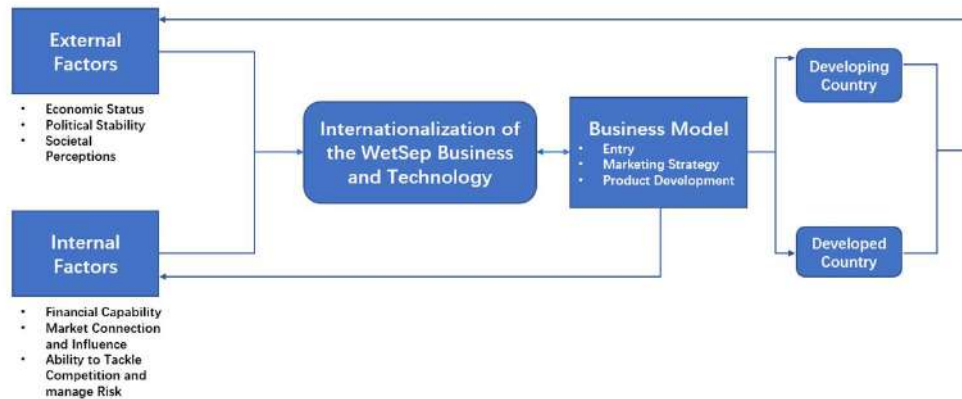 External
Factors
• Economic Status
• Political Stability
• Societal
Perceptions
Internal
Factors
• Financial Capability
• Market Connection
and Influence
• Ability to Tackle
Competition and
manage Risk
Internationalization of
the WetSep Business
and Technology
Business Model
• Entry
• Marketing Strategy
• Product Development
Developing
Country
Developed
Country